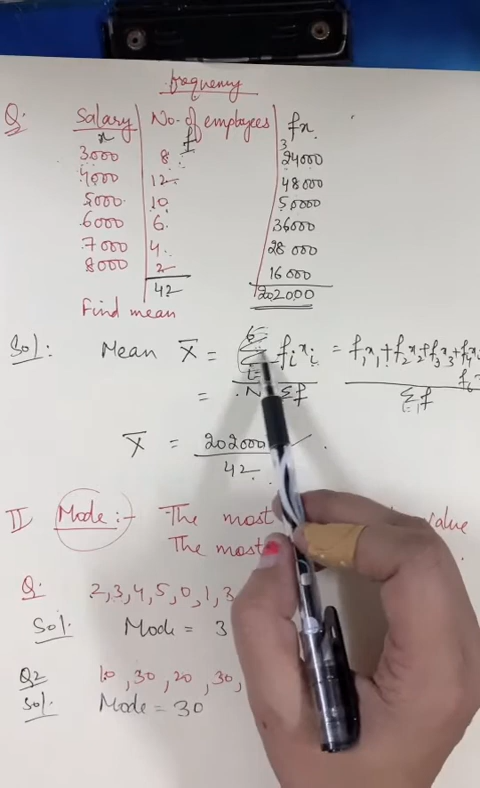 frequency
Q: Salary No. of employees fx
x f
3000 8 24000
4000 12 48000
5000 10 50000
6000 6 36000
7000 4 28000
8000 2 16000
42 202000
Find mean
Sol: Mean X̄ = Σ fᵢxᵢ = f₁x₁ + f₂x₂ + f₃x₃ +
= N Σf Σf
X̄ = 202000
42
II Mode:- The most value
The most
Q: 2, 3, 4, 5, 0, 1, 3
Sol: Mode = 3
Q2 10, 30, 20, 30,
Sol: Mode = 30